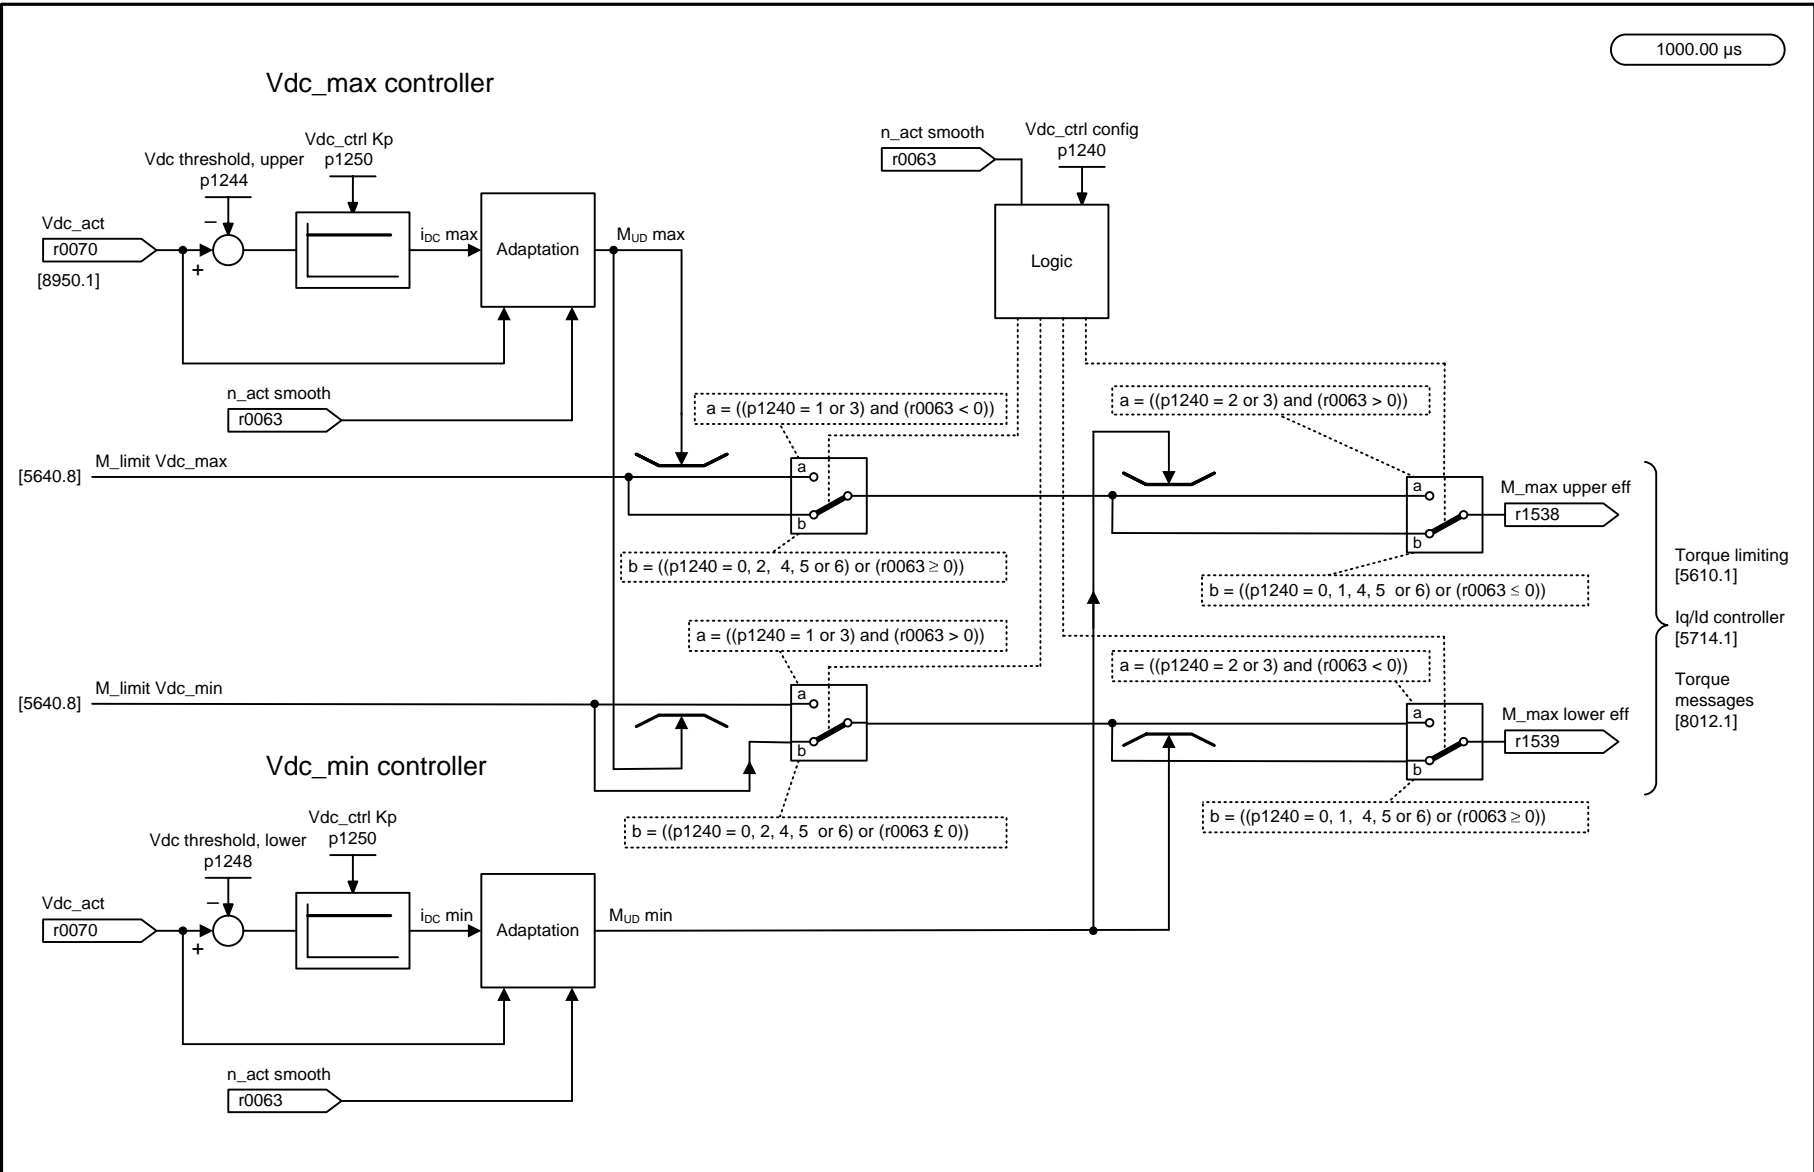 1000.00 µs
Vdc_max controller
Vdc_ctrl Kp
p1250
Vdc threshold, upper
p1244
Vdc_act
r0070
[8950.1]
–
+
iDC max
Adaptation
MUD max
n_act smooth
r0063
n_act smooth
r0063
Vdc_ctrl config
p1240
Logic
a = ((p1240 = 1 or 3) and (r0063 < 0))
a = ((p1240 = 2 or 3) and (r0063 > 0))
[5640.8]
M_limit Vdc_max
a
b
a
b
M_max upper eff
r1538
b = ((p1240 = 0, 2, 4, 5 or 6) or (r0063 ≥ 0))
b = ((p1240 = 0, 1, 4, 5 or 6) or (r0063 ≤ 0))
Torque limiting
[5610.1]
Iq/Id controller
[5714.1]
Torque
messages
[8012.1]
a = ((p1240 = 1 or 3) and (r0063 > 0))
a = ((p1240 = 2 or 3) and (r0063 < 0))
[5640.8]
M_limit Vdc_min
a
b
a
b
M_max lower eff
r1539
b = ((p1240 = 0, 2, 4, 5 or 6) or (r0063 £ 0))
b = ((p1240 = 0, 1, 4, 5 or 6) or (r0063 ≥ 0))
Vdc_min controller
Vdc_ctrl Kp
p1250
Vdc threshold, lower
p1248
Vdc_act
r0070
–
+
iDC min
Adaptation
MUD min
n_act smooth
r0063